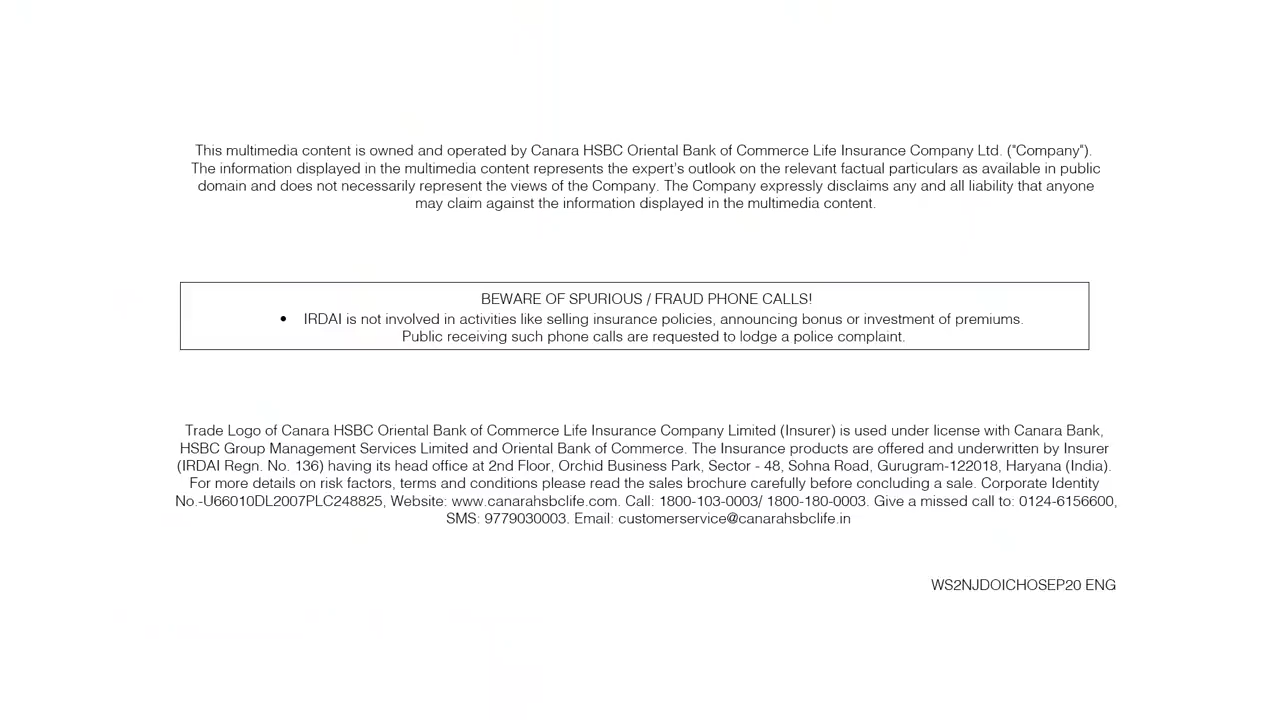 This multimedia content is owned and operated by Canara HSBC Oriental Bank of Commerce Life Insurance Company Ltd. ("Company").
The information displayed in the multimedia content represents the expert's outlook on the relevant factual particulars as available in public
domain and does not necessarily represent the views of the Company. The Company expressly disclaims any and all liability that anyone
may claim against the information displayed in the multimedia content.
BEWARE OF SPURIOUS / FRAUD PHONE CALLS!
• IRDAI is not involved in activities like selling insurance policies, announcing bonus or investment of premiums.
Public receiving such phone calls are requested to lodge a police complaint.
Trade Logo of Canara HSBC Oriental Bank of Commerce Life Insurance Company Limited (Insurer) is used under license with Canara Bank,
HSBC Group Management Services Limited and Oriental Bank of Commerce. The Insurance products are offered and underwritten by Insurer
(IRDAI Regn. No. 136) having its head office at 2nd Floor, Orchid Business Park, Sector - 48, Sohna Road, Gurugram-122018, Haryana (India).
For more details on risk factors, terms and conditions please read the sales brochure carefully before concluding a sale. Corporate Identity
No.-U66010DL2007PLC248825, Website: www.canarahsbclife.com. Call: 1800-103-0003/ 1800-180-0003. Give a missed call to: 0124-6156600,
SMS: 9779030003. Email: customerservice@canarahsbclife.in
WS2NJDOICHOSEP20 ENG